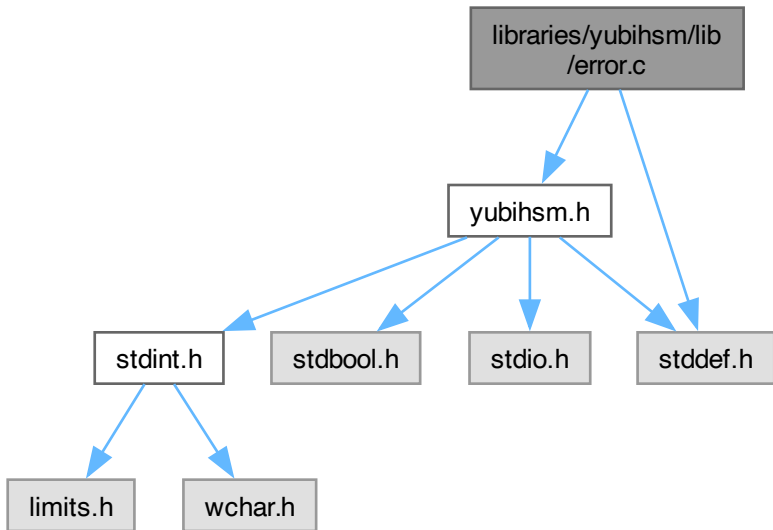 libraries/yubihsm/lib
/error.c
yubihsm.h
stdint.h
stdbool.h
stdio.h
stddef.h
limits.h
wchar.h